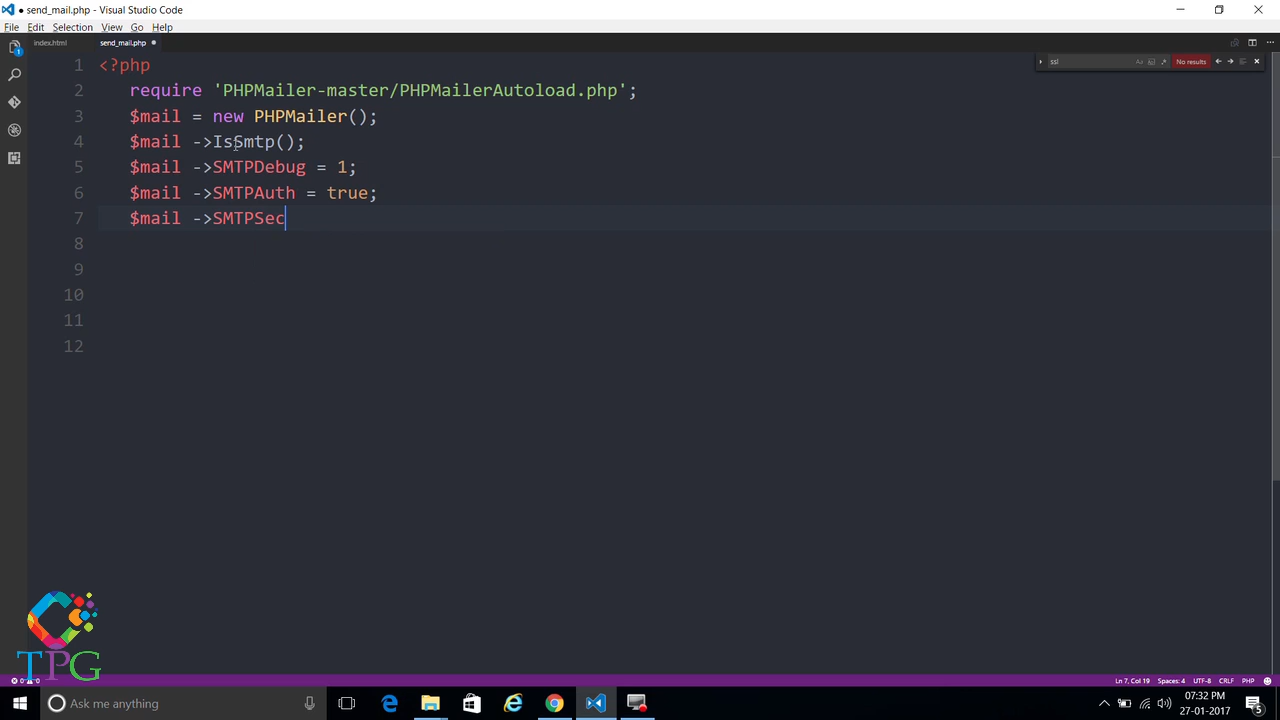 ● send_mail.php - Visual Studio Code
File Edit Selection View Go Help
index.html send_mail.php ●
ssl No results
1 <?php
2 require 'PHPMailer-master/PHPMailerAutoload.php';
3 $mail = new PHPMailer();
4 $mail ->IsSmtp();
5 $mail ->SMTPDebug = 1;
6 $mail ->SMTPAuth = true;
7 $mail ->SMTPSec
8
9
10
11
12
TPG
Ln 7, Col 19 Spaces: 4 UTF-8 CRLF PHP
Ask me anything
07:32 PM
27-01-2017
5